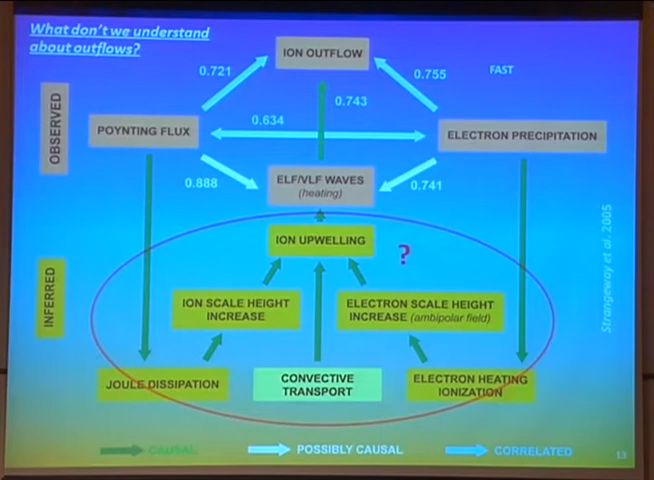 What don't we understand
about outflows?
ION OUTFLOW
0.721
0.755
FAST
0.743
OBSERVED
POYNTING FLUX
0.634
ELECTRON PRECIPITATION
0.888
ELF/VLF WAVES
(heating)
0.741
ION UPWELLING
?
INFERRED
ION SCALE HEIGHT
INCREASE
ELECTRON SCALE HEIGHT
INCREASE (ambipolar field)
Strangeway et al. 2005
JOULE DISSIPATION
CONVECTIVE
TRANSPORT
ELECTRON HEATING
IONIZATION
CAUSAL
POSSIBLY CAUSAL
CORRELATED
13